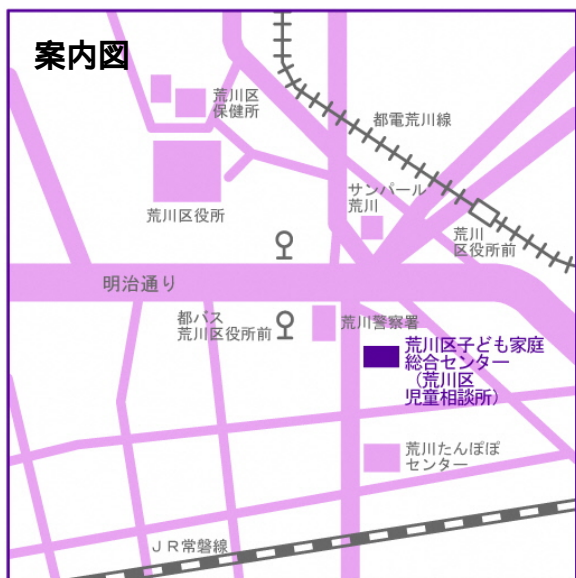 案内図
荒川区
保健所
都電荒川線
サンパール
荒川
荒川区役所
荒川
区役所前
明治通り
都バス
荒川区役所前
荒川警察署
荒川区子ども家庭
総合センター
（荒川区
児童相談所）
荒川たんぽぽ
センター
ＪＲ常磐線